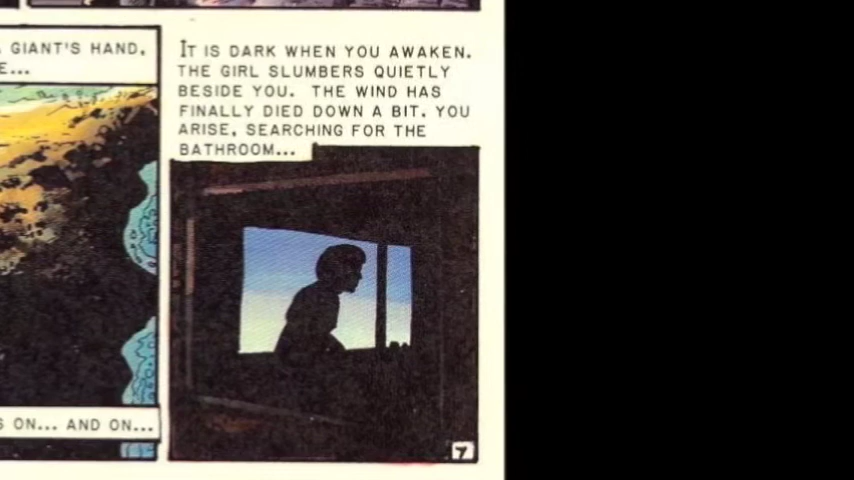 GIANT'S HAND,
E...
IT IS DARK WHEN YOU AWAKEN.
THE GIRL SLUMBERS QUIETLY
BESIDE YOU. THE WIND HAS
FINALLY DIED DOWN A BIT. YOU
ARISE, SEARCHING FOR THE
BATHROOM...
S ON... AND ON...
7